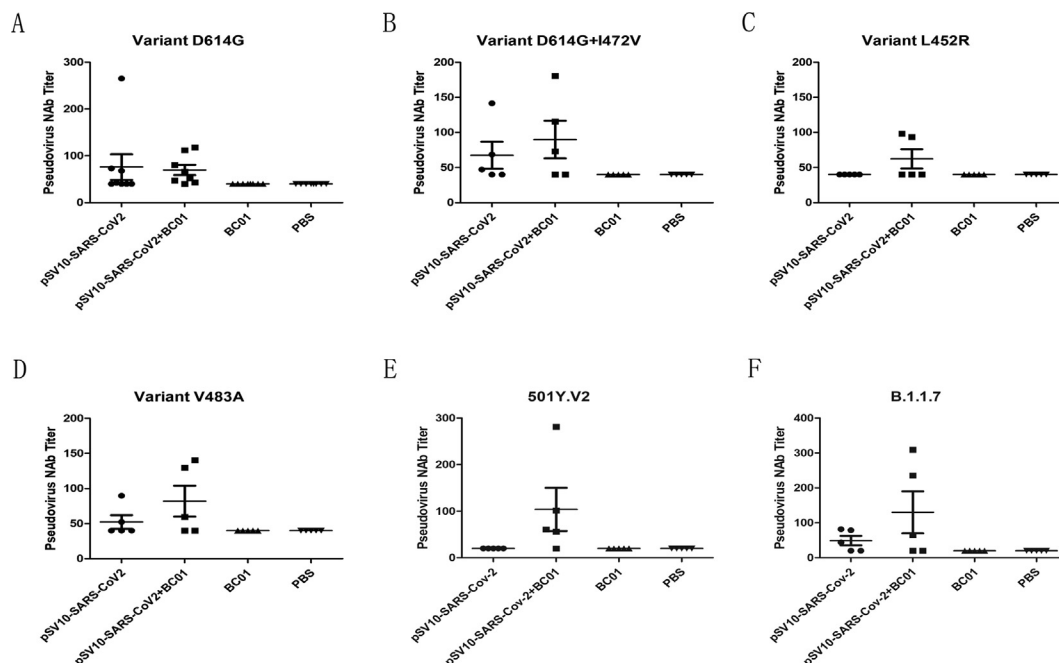 A
Variant D614G
Pseudovirus NAb Titer
300
200
100
0
pSV10-SARS-CoV2
pSV10-SARS-CoV2+BC01
BC01
PBS
B
Variant D614G+I472V
Pseudovirus NAb Titer
200
150
100
50
0
pSV10-SARS-CoV2
pSV10-SARS-CoV2+BC01
BC01
PBS
C
Variant L452R
Pseudovirus NAb Titer
200
150
100
50
0
pSV10-SARS-CoV2
pSV10-SARS-CoV2+BC01
BC01
PBS
D
Variant V483A
Pseudovirus NAb Titer
200
150
100
50
0
pSV10-SARS-CoV2
pSV10-SARS-CoV2+BC01
BC01
PBS
E
501Y.V2
Pseudovirus NAb Titer
300
200
100
0
pSV10-SARS-Cov-2
pSV10-SARS-Cov-2+BC01
BC01
PBS
F
B.1.1.7
Pseudovirus NAb Titer
400
300
200
100
0
pSV10-SARS-Cov-2
pSV10-SARS-Cov-2+BC01
BC01
PBS